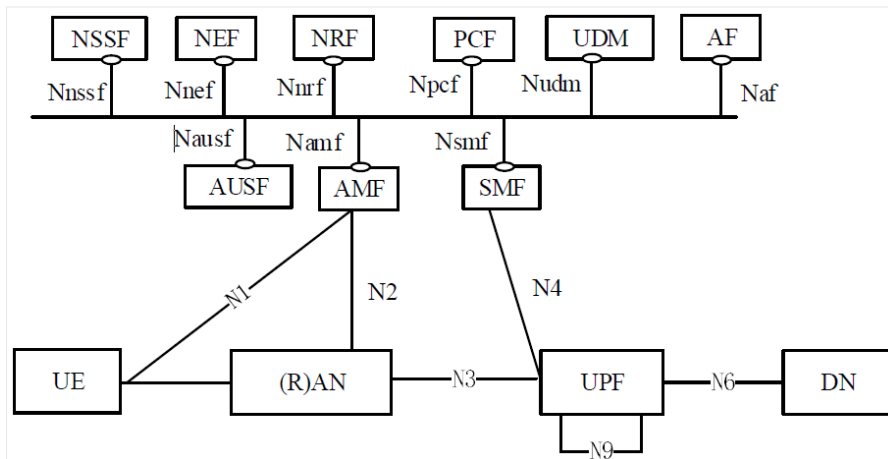 NSSF NEF NRF PCF UDM AF
Nnssf Nnef Nnrf Npcf Nudm Naf
Nausf Namf Nsmf
AUSF AMF SMF
N1 N2 N4
UE (R)AN N3 UPF N6 DN
N9